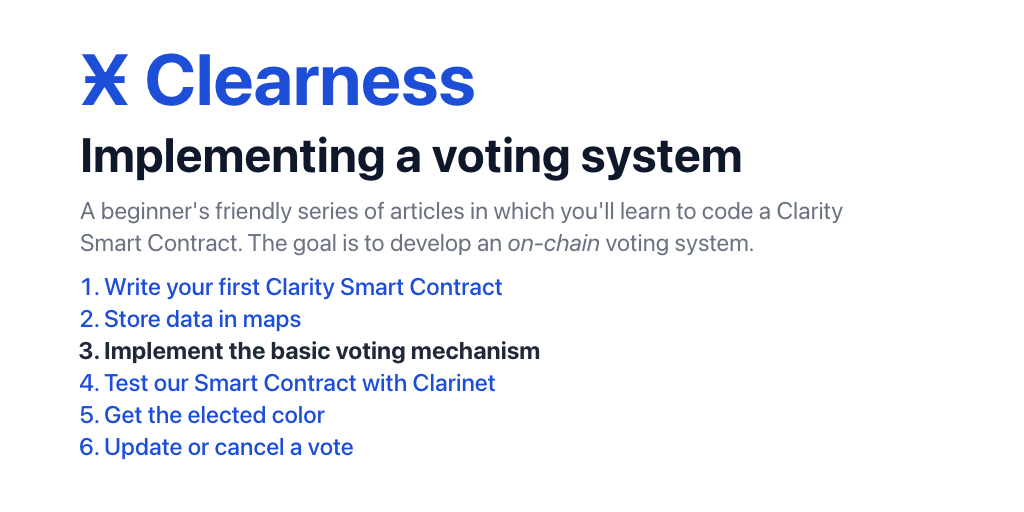 Ӿ Clearness
Implementing a voting system
A beginner's friendly series of articles in which you'll learn to code a Clarity
Smart Contract. The goal is to develop an on-chain voting system.
1. Write your first Clarity Smart Contract
2. Store data in maps
3. Implement the basic voting mechanism
4. Test our Smart Contract with Clarinet
5. Get the elected color
6. Update or cancel a vote